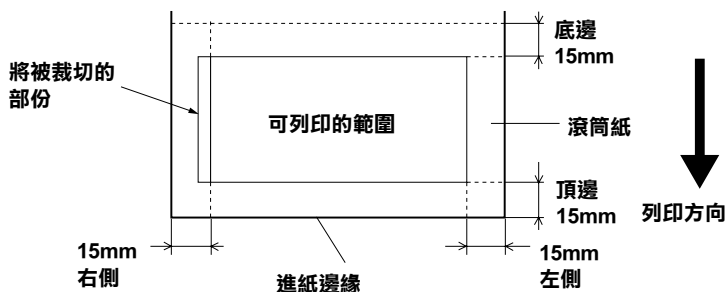 底邊
15mm
將被裁切的
部份
可列印的範圍
滾筒紙
頂邊
15mm
列印方向
15mm
右側
進紙邊緣
15mm
左側